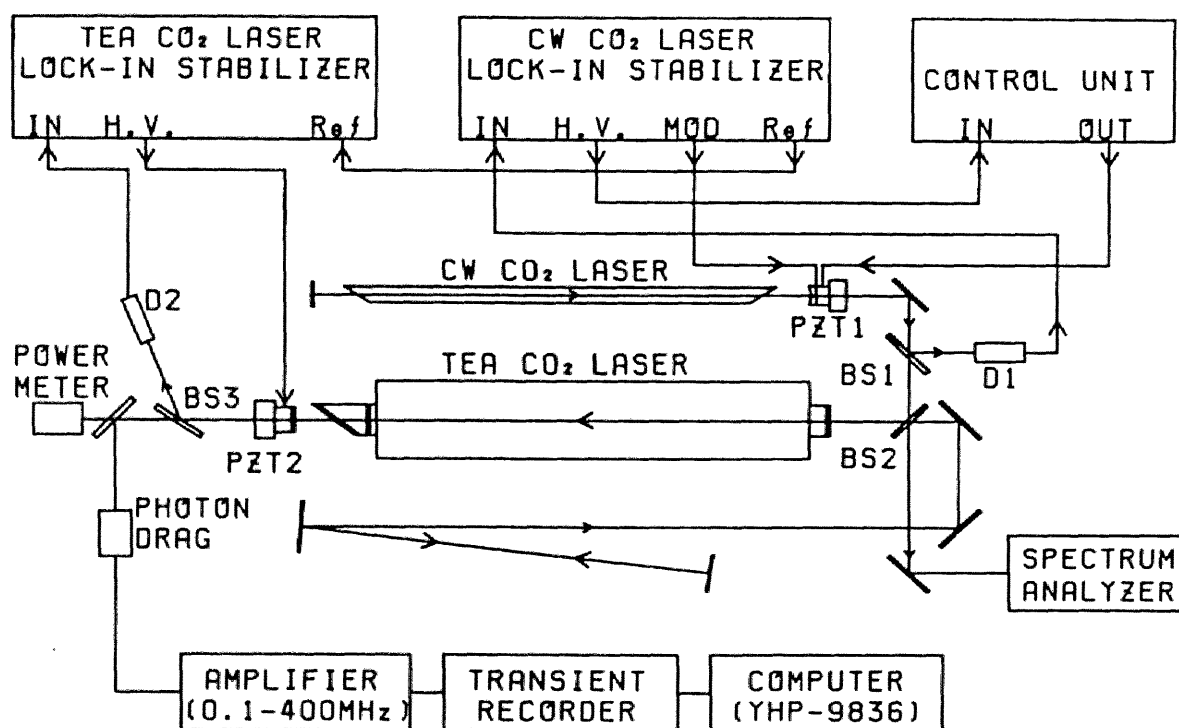 TEA CO₂ LASER
LOCK-IN STABILIZER
IN H.V. Ref
CW CO₂ LASER
LOCK-IN STABILIZER
IN H.V. MOD Ref
CONTROL UNIT
IN OUT
CW CO₂ LASER
PZT1
D2
BS1
D1
POWER
METER
BS3
TEA CO₂ LASER
PZT2
BS2
PHOTON
DRAG
SPECTRUM
ANALYZER
AMPLIFIER
(0.1-400MHz)
TRANSIENT
RECORDER
COMPUTER
(YHP-9836)